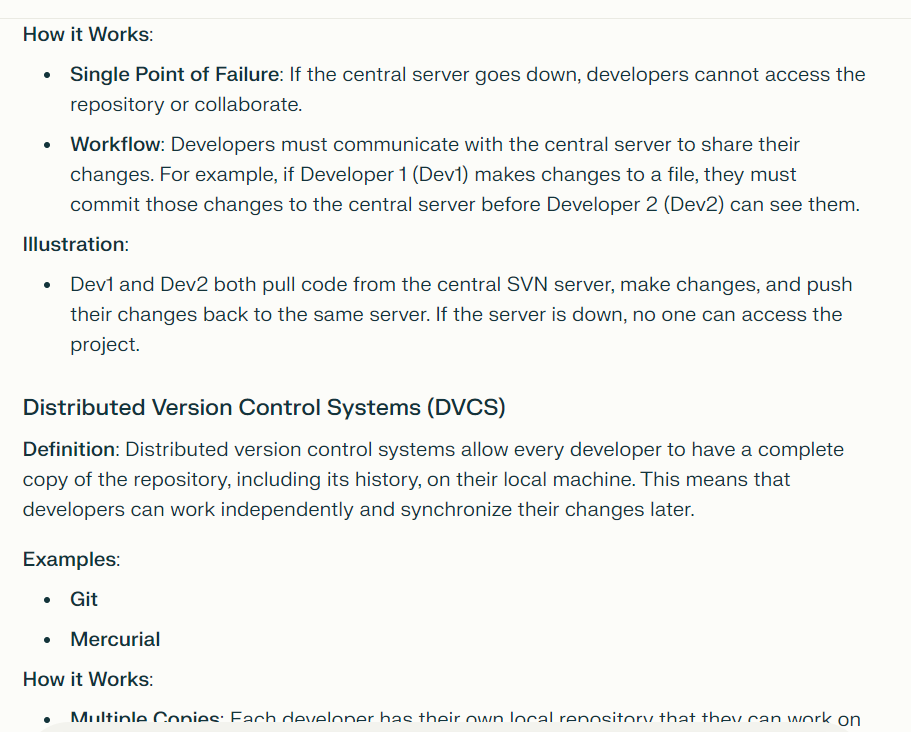 How it Works:
• Single Point of Failure: If the central server goes down, developers cannot access the
repository or collaborate.
• Workflow: Developers must communicate with the central server to share their
changes. For example, if Developer 1 (Dev1) makes changes to a file, they must
commit those changes to the central server before Developer 2 (Dev2) can see them.
Illustration:
• Dev1 and Dev2 both pull code from the central SVN server, make changes, and push
their changes back to the same server. If the server is down, no one can access the
project.
Distributed Version Control Systems (DVCS)
Definition: Distributed version control systems allow every developer to have a complete
copy of the repository, including its history, on their local machine. This means that
developers can work independently and synchronize their changes later.
Examples:
• Git
• Mercurial
How it Works:
• Multiple Copies: Each developer has their own local repository that they can work on